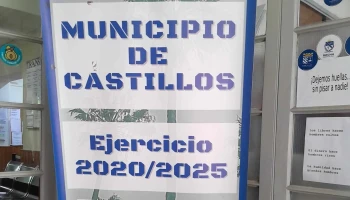 MUNICIPIO
DE
CASTILLOS
Ejercicio
2020/2025
¡Dejemos huellas...
sin pisar a nadie!